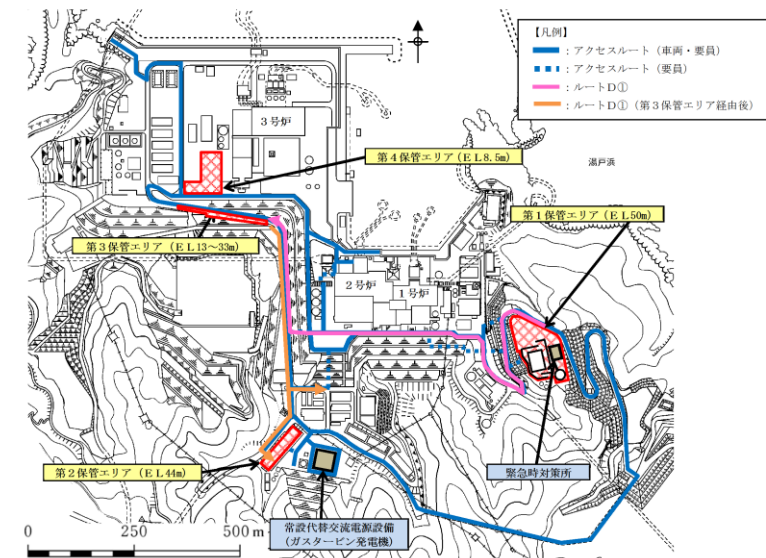 【凡例】
：アクセスルート（車両・要員）
：アクセスルート（要員）
：ルートD①
：ルートD①（第３保管エリア経由後）
3号炉
第４保管エリア（ＥＬ8.5m）
湯戸浜
第１保管エリア（ＥＬ50m）
第３保管エリア（ＥＬ13～33m）
2号炉
1号炉
第２保管エリア（ＥＬ44m）
緊急時対策所
0 250 500 m
常設代替交流電源設備
（ガスタービン発電機）